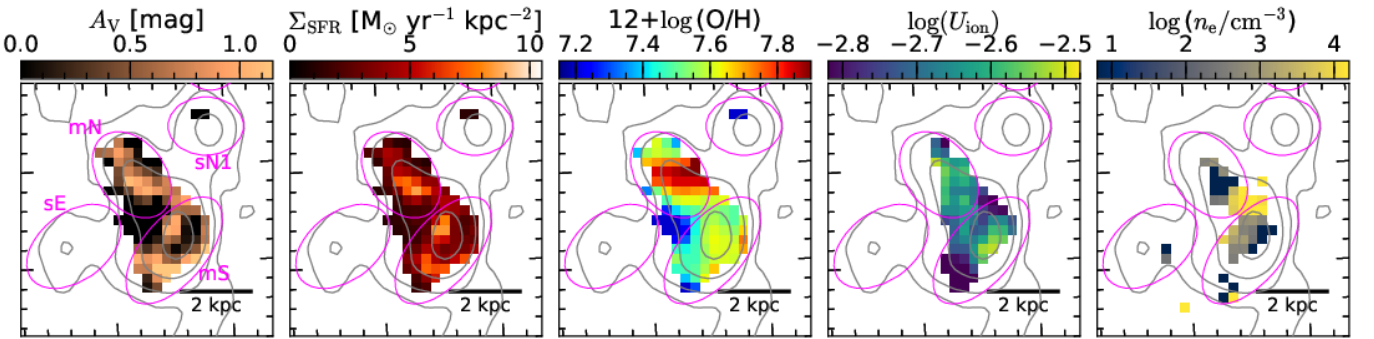 A_V [mag]
0.0 0.5 1.0
mN
sN1
sE
mS
2 kpc
Σ_SFR [M_⊙ yr⁻¹ kpc⁻²]
0 5 10
2 kpc
12+log(O/H)
7.2 7.4 7.6 7.8
2 kpc
log(U_ion)
−2.8 −2.7 −2.6 −2.5
2 kpc
log(n_e/cm⁻³)
1 2 3 4
2 kpc